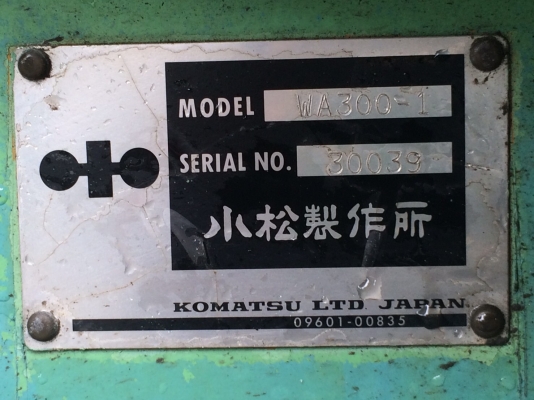 MODEL WA300-1
SERIAL NO. 30039
小松製作所
KOMATSU LTD JAPAN
09601-00835